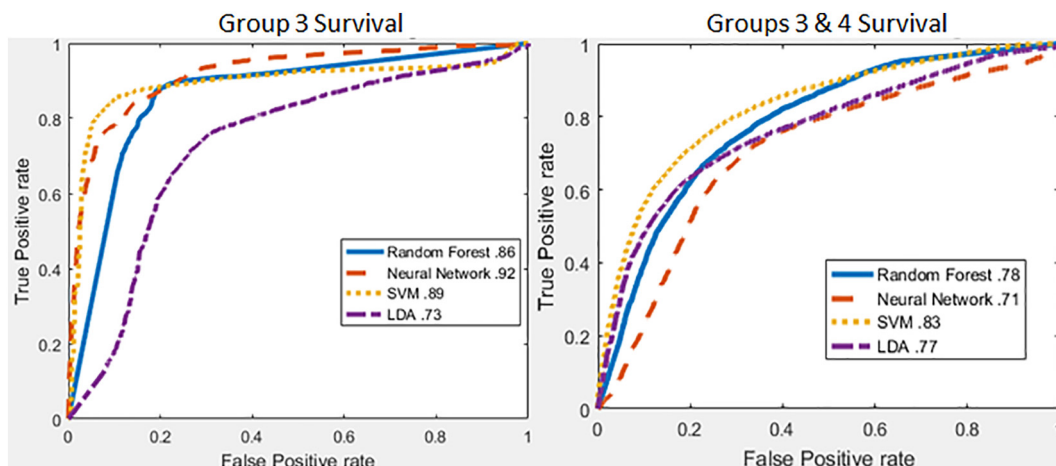 Group 3 Survival
True Positive rate
1
0.8
0.6
0.4
0.2
0
0
0.2
0.4
0.6
0.8
1
False Positive rate
Random Forest .86
Neural Network .92
SVM .89
LDA .73
Groups 3 & 4 Survival
True Positive rate
1
0.8
0.6
0.4
0.2
0
0
0.2
0.4
0.6
0.8
1
False Positive rate
Random Forest .78
Neural Network .71
SVM .83
LDA .77